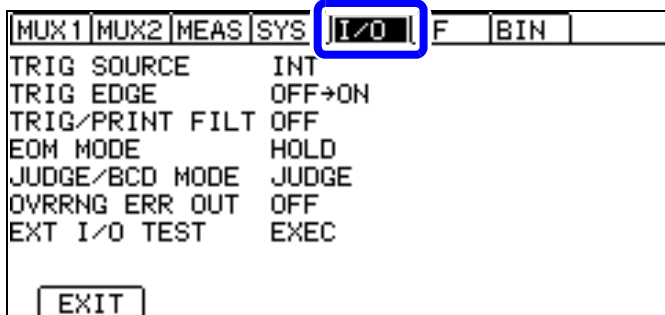 MUX1 MUX2 MEAS SYS I/O F BIN
TRIG SOURCE INT
TRIG EDGE OFF→ON
TRIG/PRINT FILT OFF
EOM MODE HOLD
JUDGE/BCD MODE JUDGE
OVRRNG ERR OUT OFF
EXT I/O TEST EXEC
EXIT